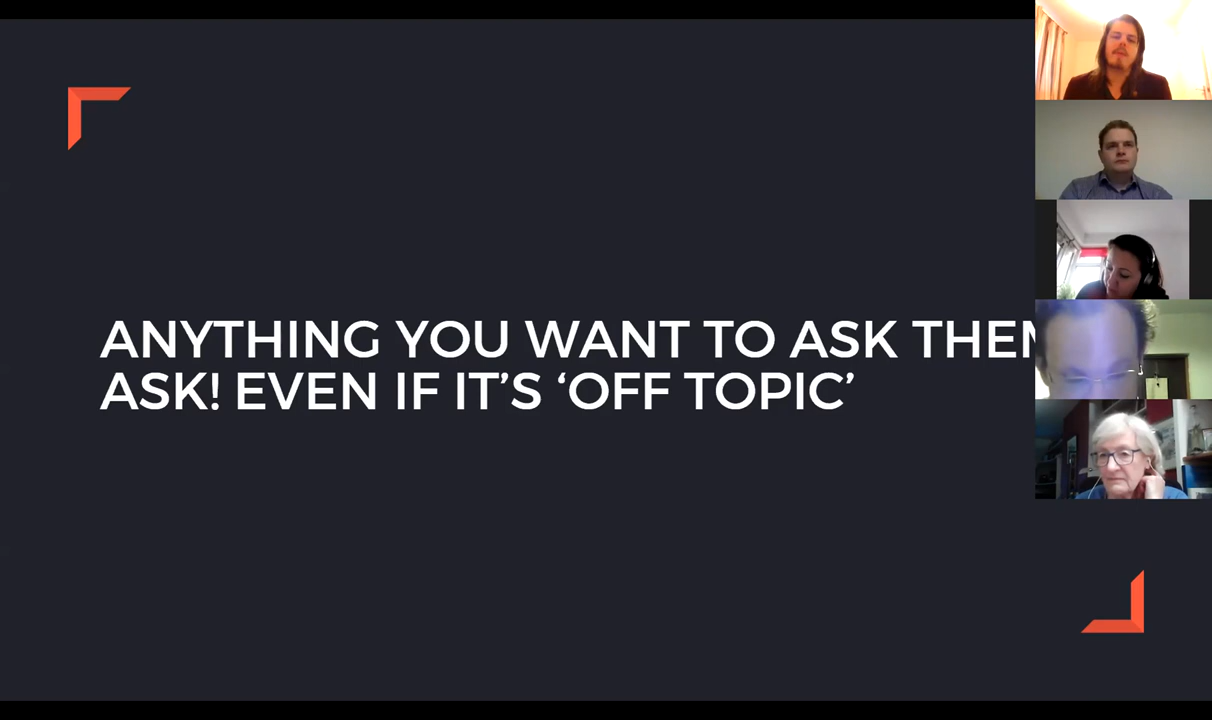 ANYTHING YOU WANT TO ASK
ASK! EVEN IF IT’S ‘OFF TOPIC’